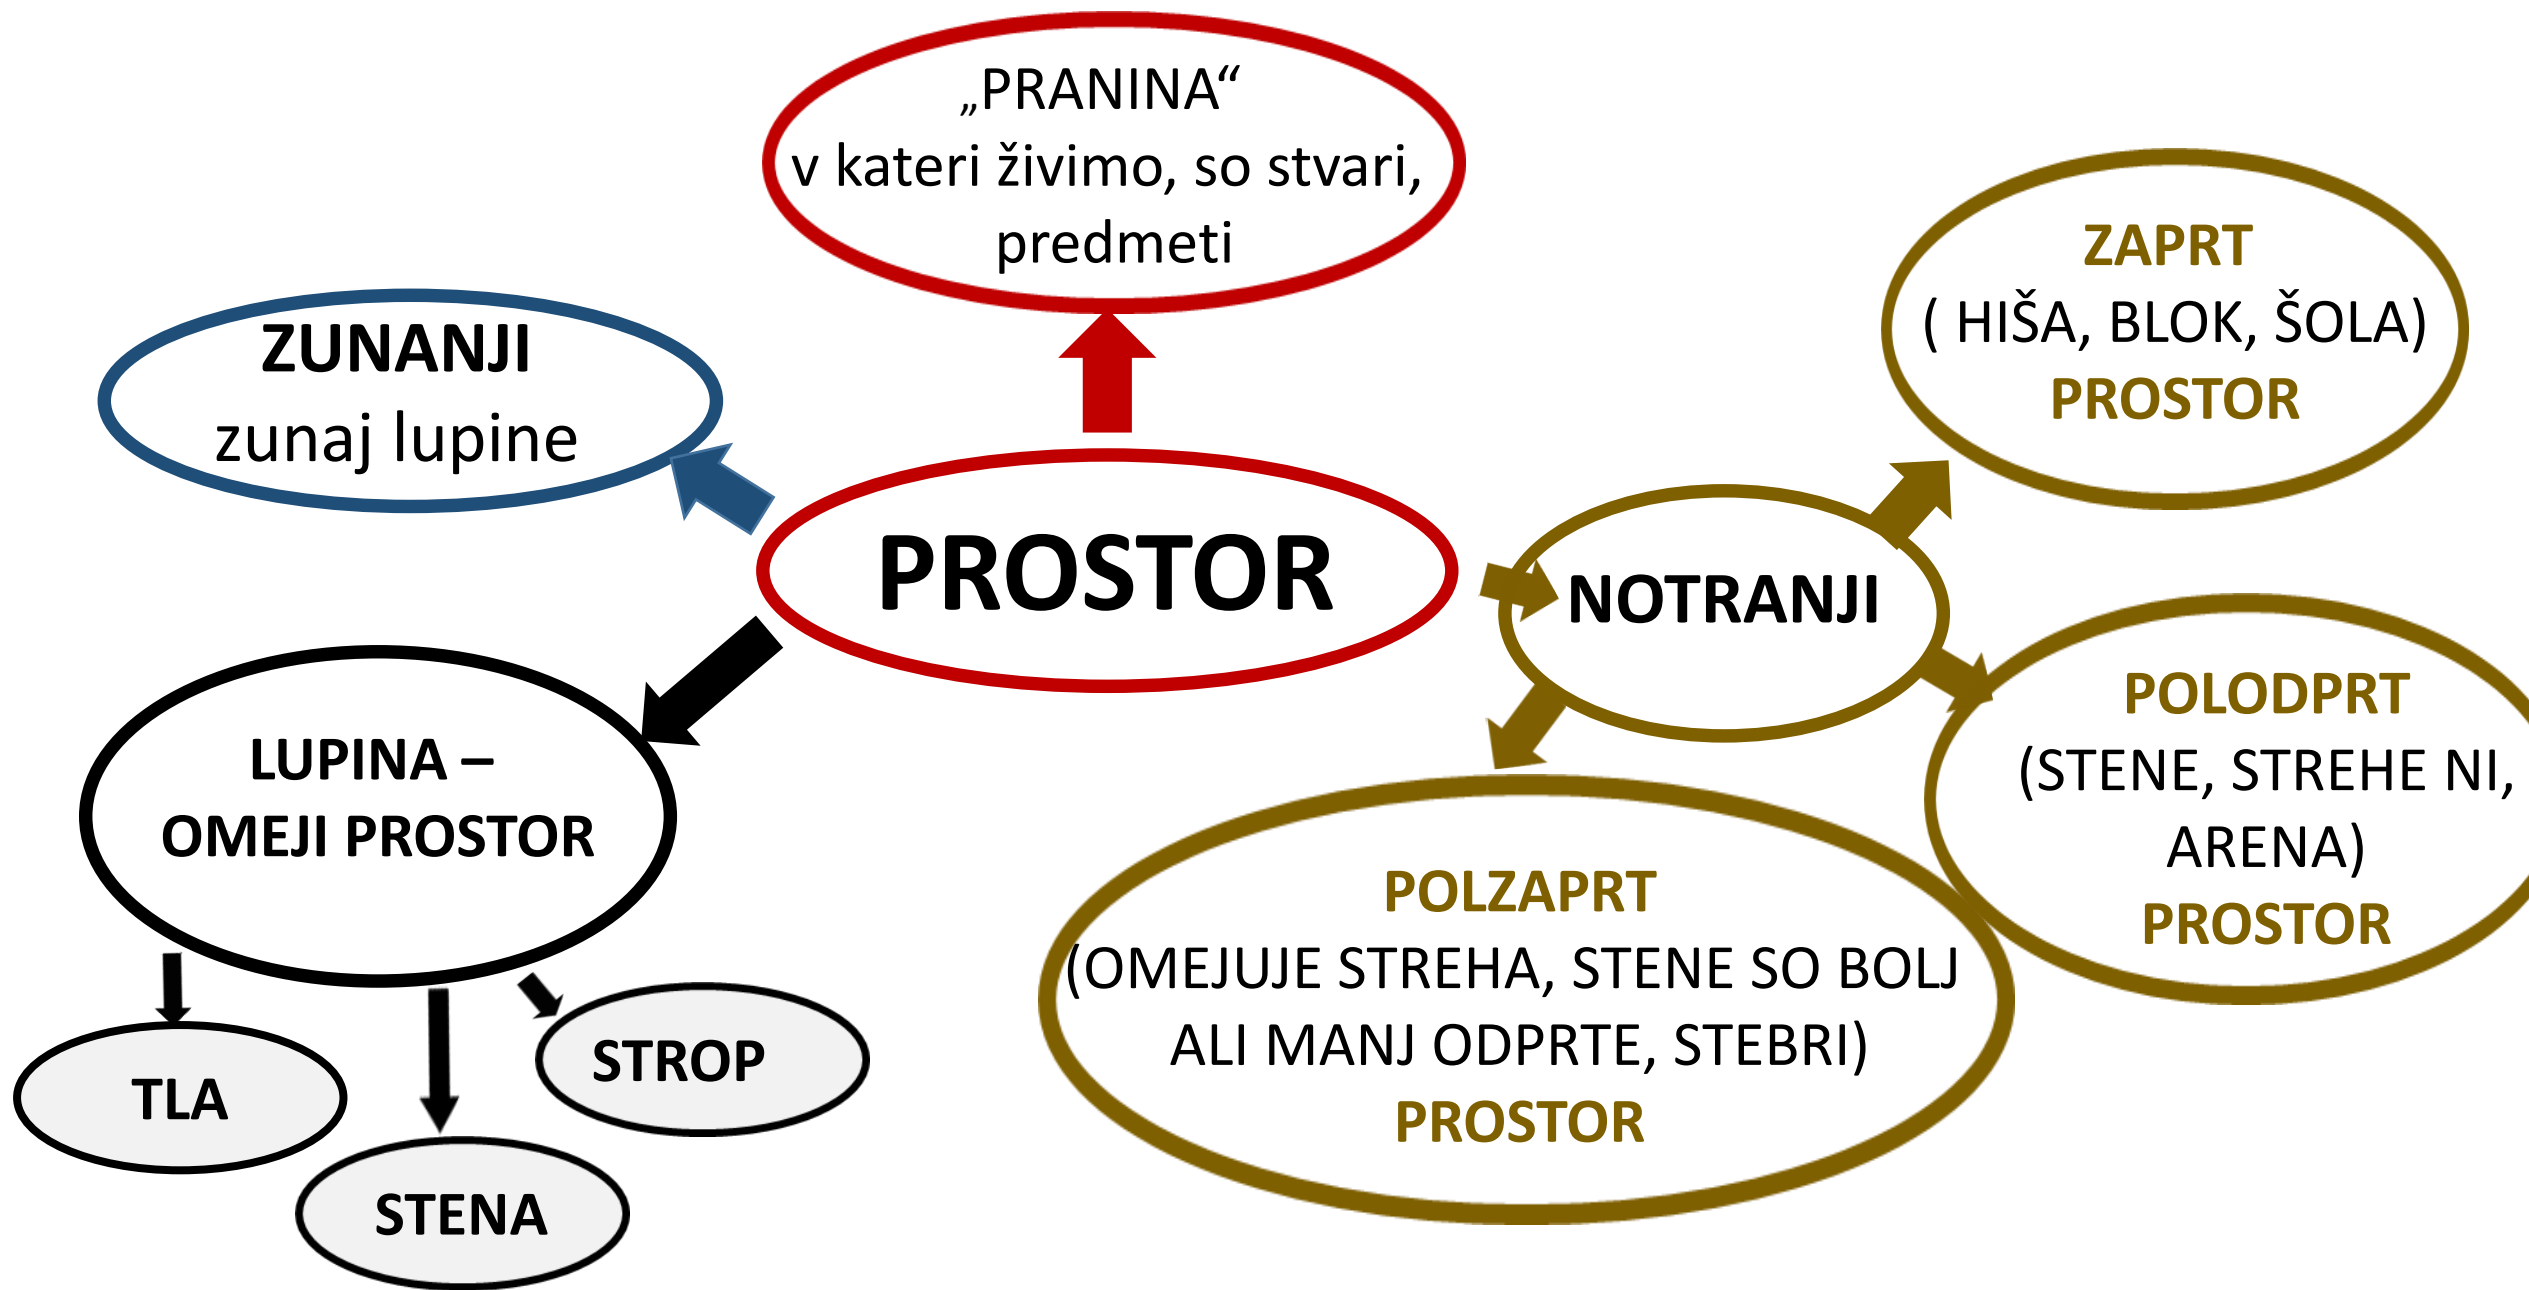 „PRANINA“
v kateri živimo, so stvari,
predmeti
ZUNANJI
zunaj lupine
PROSTOR
LUPINA –
OMEJI PROSTOR
TLA
STENA
STROP
NOTRANJI
ZAPRT
( HIŠA, BLOK, ŠOLA)
PROSTOR
POLODPRT
(STENE, STREHE NI,
ARENA)
PROSTOR
POLZAPRT
(OMEJUJE STREHA, STENE SO BOLJ
ALI MANJ ODPRTE, STEBRI)
PROSTOR